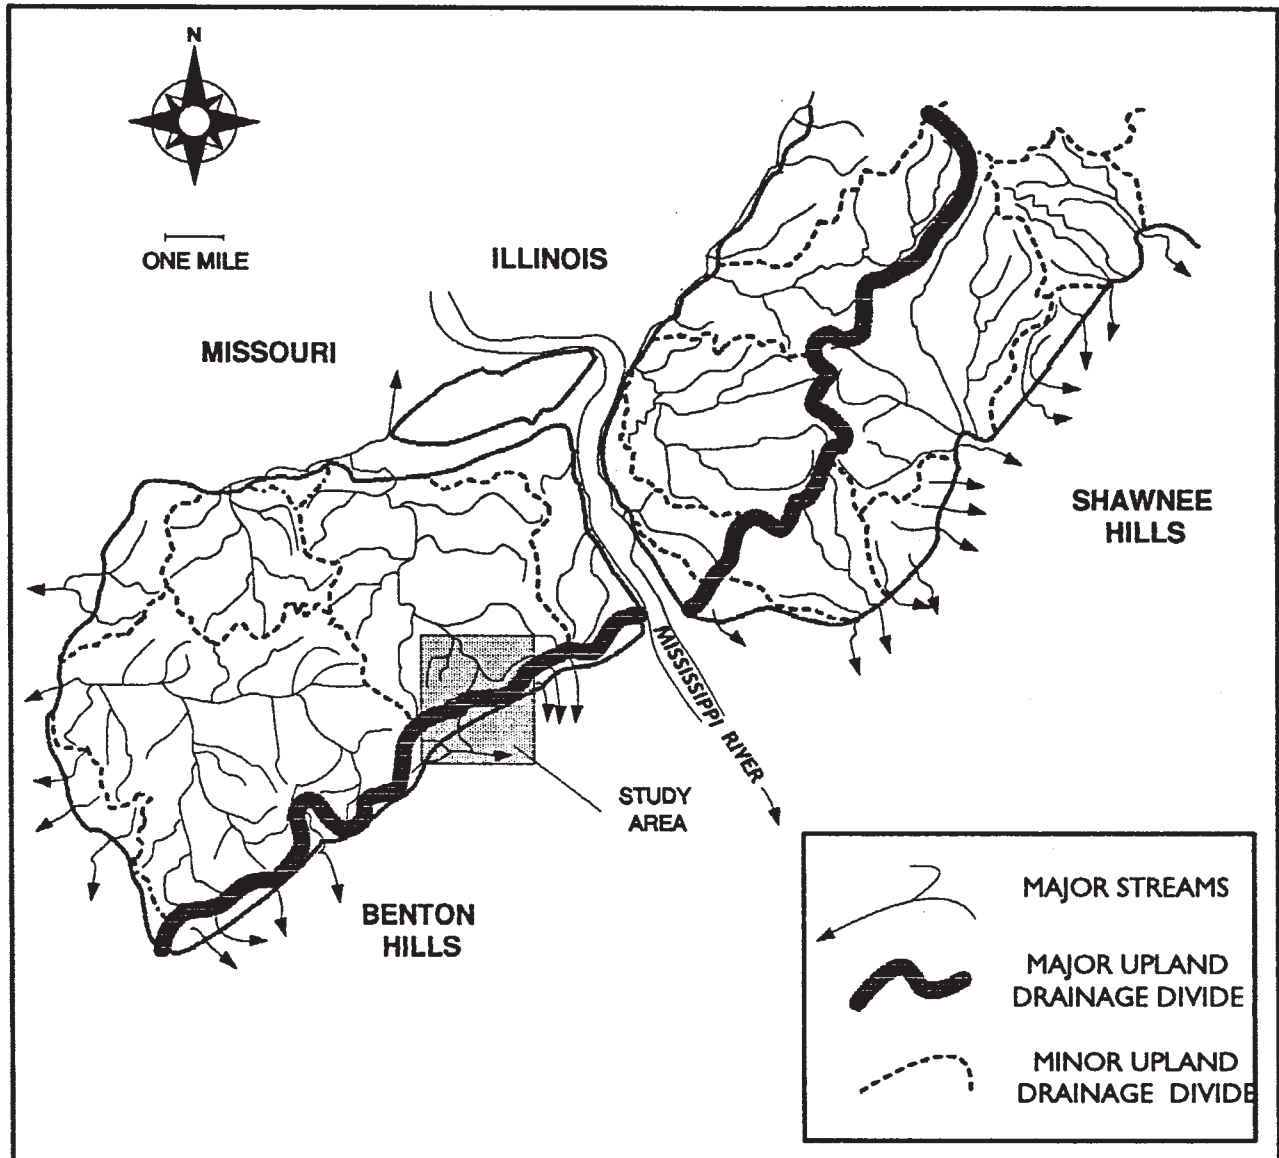 N
ONE MILE
ILLINOIS
MISSOURI
SHAWNEE
HILLS
MISSISSIPPI RIVER
STUDY
AREA
BENTON
HILLS
MAJOR STREAMS
MAJOR UPLAND
DRAINAGE DIVIDE
MINOR UPLAND
DRAINAGE DIVIDE